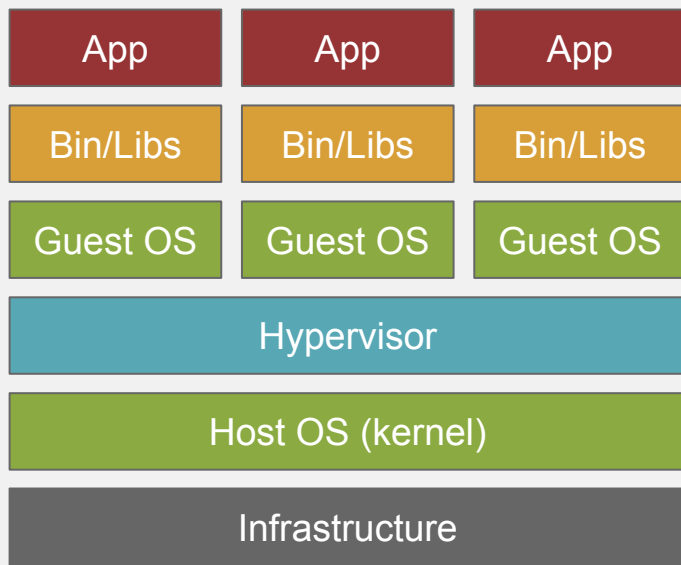 App App App
Bin/Libs Bin/Libs Bin/Libs
Guest OS Guest OS Guest OS
Hypervisor
Host OS (kernel)
Infrastructure